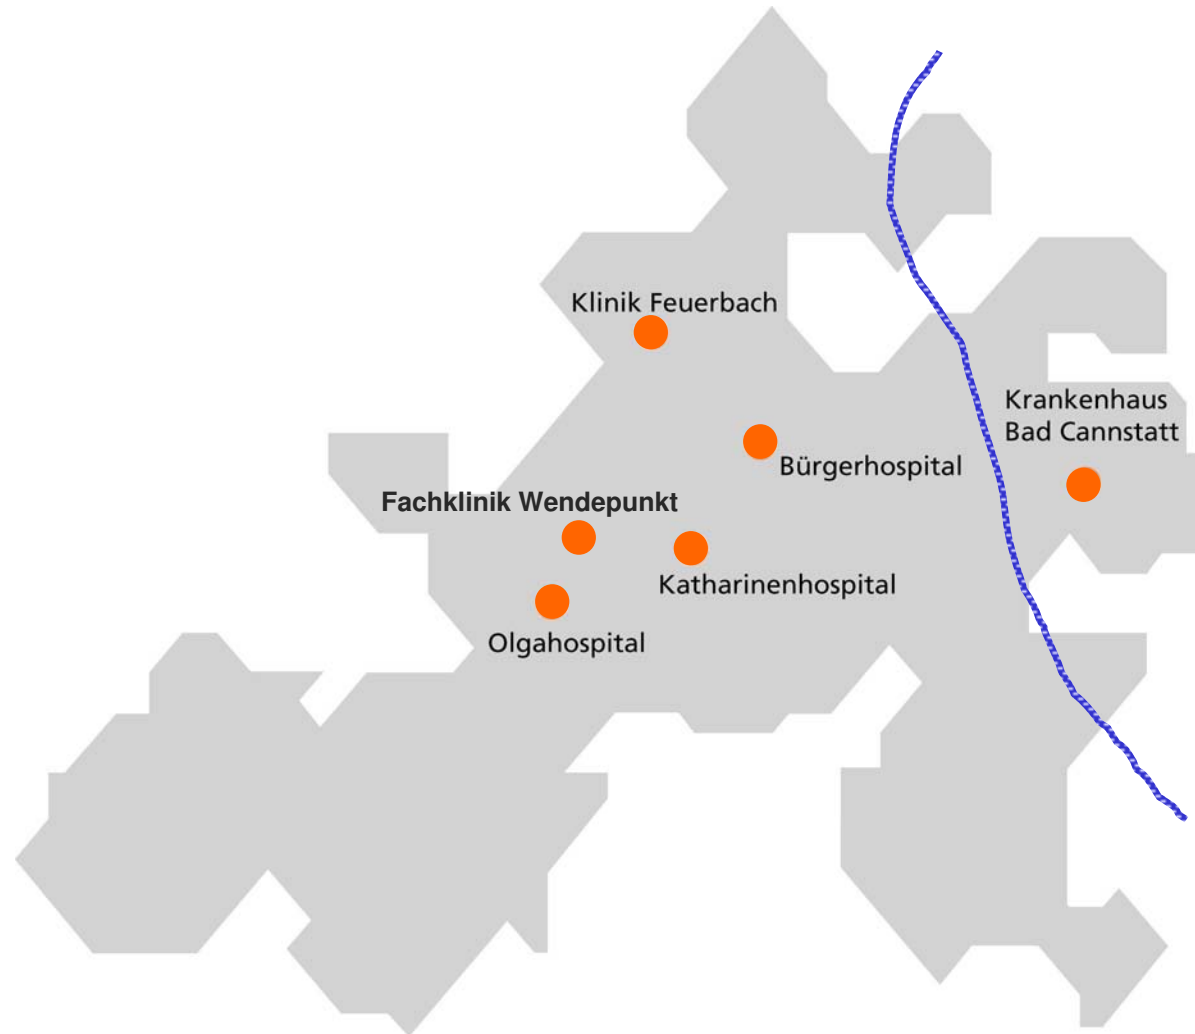 Klinik Feuerbach
Krankenhaus
Bad Cannstatt
Bürgerhospital
Fachklinik Wendepunkt
Katharinenhospital
Olgahospital